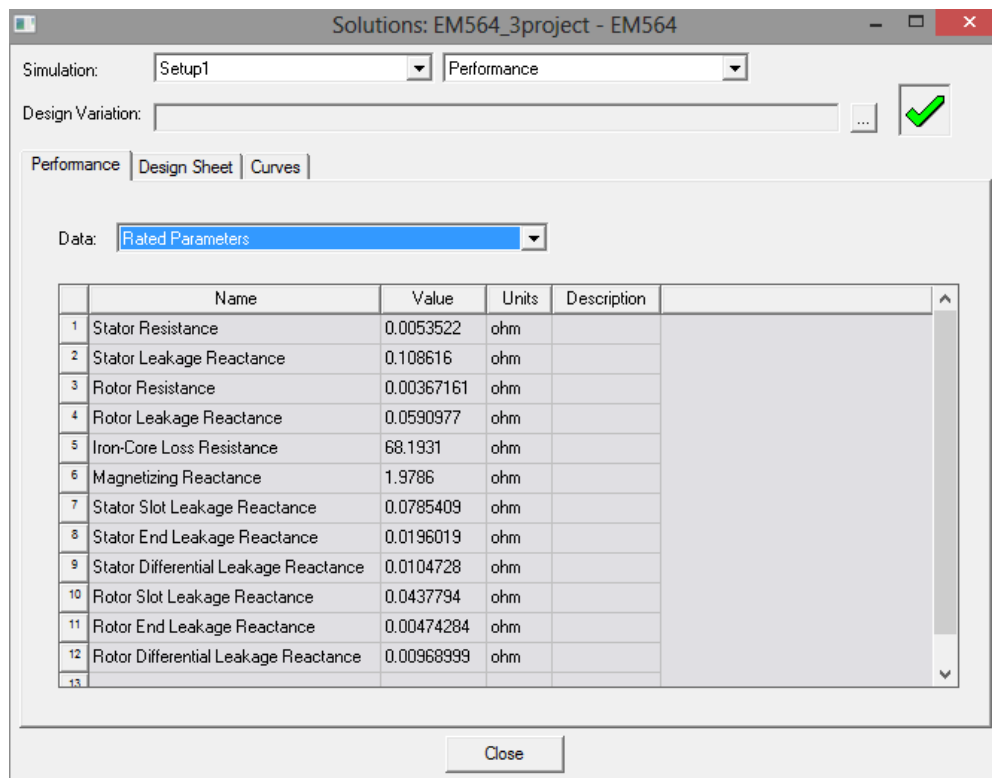 Solutions: EM564_3project - EM564
Simulation: Setup1 Performance
Design Variation: ...
Performance Design Sheet Curves
Data: Rated Parameters
Name Value Units Description
1 Stator Resistance 0.0053522 ohm
2 Stator Leakage Reactance 0.108616 ohm
3 Rotor Resistance 0.00367161 ohm
4 Rotor Leakage Reactance 0.0590977 ohm
5 Iron-Core Loss Resistance 68.1931 ohm
6 Magnetizing Reactance 1.9786 ohm
7 Stator Slot Leakage Reactance 0.0785409 ohm
8 Stator End Leakage Reactance 0.0196019 ohm
9 Stator Differential Leakage Reactance 0.0104728 ohm
10 Rotor Slot Leakage Reactance 0.0437794 ohm
11 Rotor End Leakage Reactance 0.00474284 ohm
12 Rotor Differential Leakage Reactance 0.00968999 ohm
13
Close